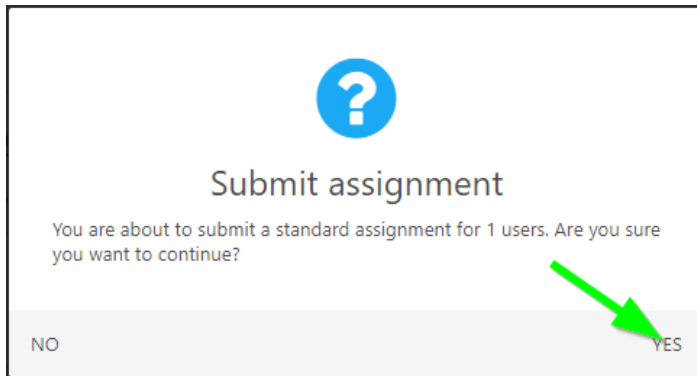 Submit assignment
You are about to submit a standard assignment for 1 users. Are you sure
you want to continue?
NO
YES